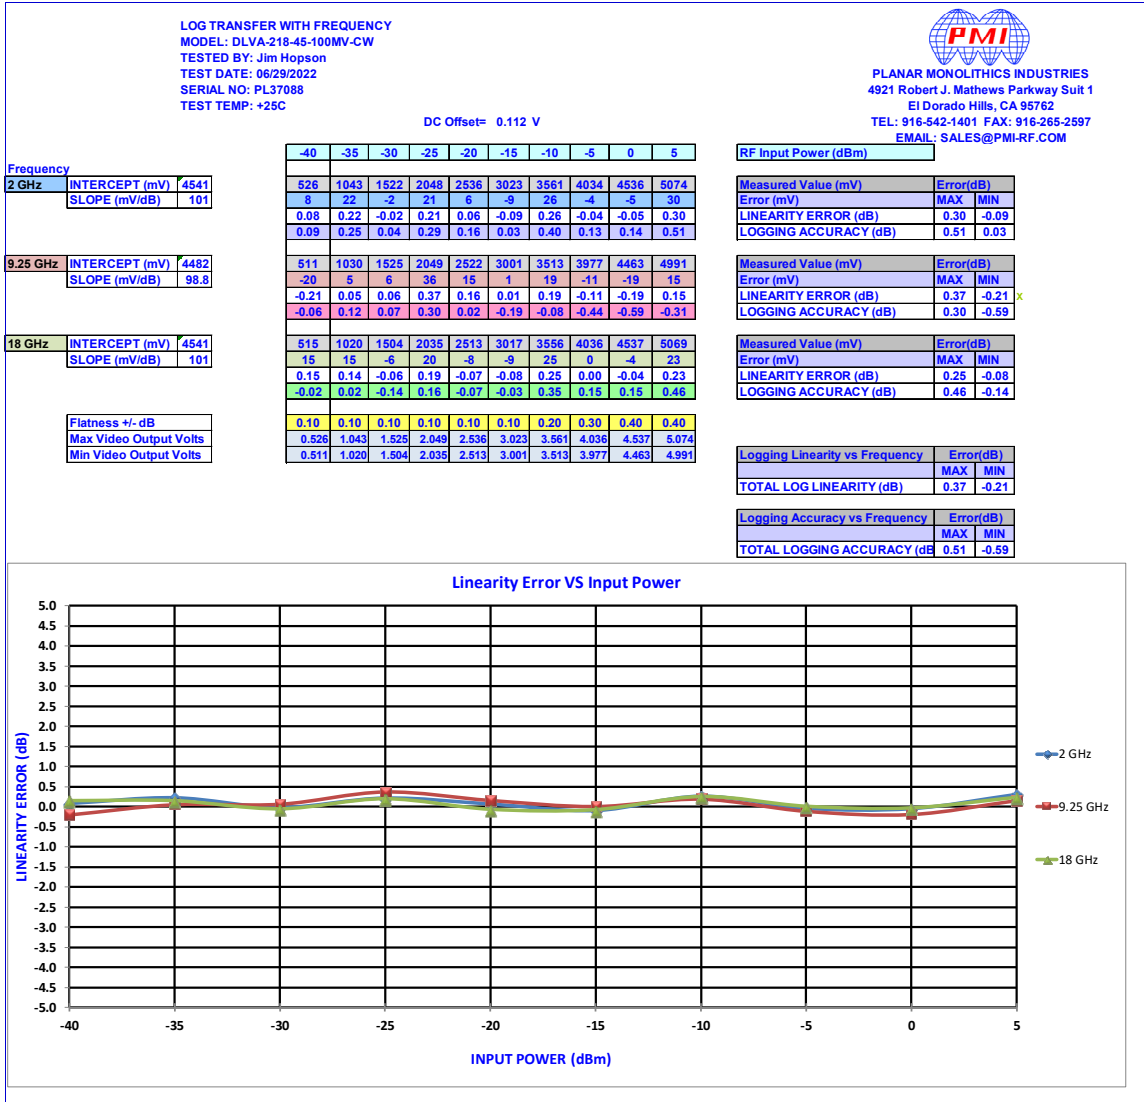 LOG TRANSFER WITH FREQUENCY
MODEL: DLVA-218-45-100MV-CW
TESTED BY: Jim Hopson
TEST DATE: 06/29/2022
SERIAL NO: PL37088
TEST TEMP: +25C
PMI
PLANAR MONOLITHICS INDUSTRIES
4921 Robert J. Mathews Parkway Suit 1
El Dorado Hills, CA 95762
TEL: 916-542-1401 FAX: 916-265-2597
EMAIL: SALES@PMI-RF.COM
DC Offset= 0.112 V
-40 -35 -30 -25 -20 -15 -10 -5 0 5 RF Input Power (dBm)
Frequency
2 GHz INTERCEPT (mV) 4541 526 1043 1522 2048 2536 3023 3561 4034 4536 5074 Measured Value (mV) Error(dB)
SLOPE (mV/dB) 101 8 22 -2 21 6 -9 26 -4 -5 30 Error (mV) MAX MIN
0.08 0.22 -0.02 0.21 0.06 -0.09 0.26 -0.04 -0.05 0.30 LINEARITY ERROR (dB) 0.30 -0.09
0.09 0.25 0.04 0.29 0.16 0.03 0.40 0.13 0.14 0.51 LOGGING ACCURACY (dB) 0.51 0.03
9.25 GHz INTERCEPT (mV) 4482 511 1030 1525 2049 2522 3001 3513 3977 4463 4991 Measured Value (mV) Error(dB)
SLOPE (mV/dB) 98.8 -20 5 6 36 15 1 19 -11 -19 15 Error (mV) MAX MIN
-0.21 0.05 0.06 0.37 0.16 0.01 0.19 -0.11 -0.19 0.15 LINEARITY ERROR (dB) 0.37 -0.21 x
-0.06 0.12 0.07 0.30 0.02 -0.19 -0.08 -0.44 -0.59 -0.31 LOGGING ACCURACY (dB) 0.30 -0.59
18 GHz INTERCEPT (mV) 4541 515 1020 1504 2035 2513 3017 3556 4036 4537 5069 Measured Value (mV) Error(dB)
SLOPE (mV/dB) 101 15 15 -6 20 -8 -9 25 0 -4 23 Error (mV) MAX MIN
0.15 0.14 -0.06 0.19 -0.07 -0.08 0.25 0.00 -0.04 0.23 LINEARITY ERROR (dB) 0.25 -0.08
-0.02 0.02 -0.14 0.16 -0.07 -0.03 0.35 0.15 0.15 0.46 LOGGING ACCURACY (dB) 0.46 -0.14
Flatness +/- dB 0.10 0.10 0.10 0.10 0.10 0.10 0.20 0.30 0.40 0.40
Max Video Output Volts 0.526 1.043 1.525 2.049 2.536 3.023 3.561 4.036 4.537 5.074
Min Video Output Volts 0.511 1.020 1.504 2.035 2.513 3.001 3.513 3.977 4.463 4.991
Logging Linearity vs Frequency Error(dB)
MAX MIN
TOTAL LOG LINEARITY (dB) 0.37 -0.21
Logging Accuracy vs Frequency Error(dB)
MAX MIN
TOTAL LOGGING ACCURACY (dB 0.51 -0.59
Linearity Error VS Input Power
LINEARITY ERROR (dB)
5.0
4.5
4.0
3.5
3.0
2.5
2.0
1.5
1.0
0.5
0.0
-0.5
-1.0
-1.5
-2.0
-2.5
-3.0
-3.5
-4.0
-4.5
-5.0
-40 -35 -30 -25 -20 -15 -10 -5 0 5
INPUT POWER (dBm)
2 GHz
9.25 GHz
18 GHz